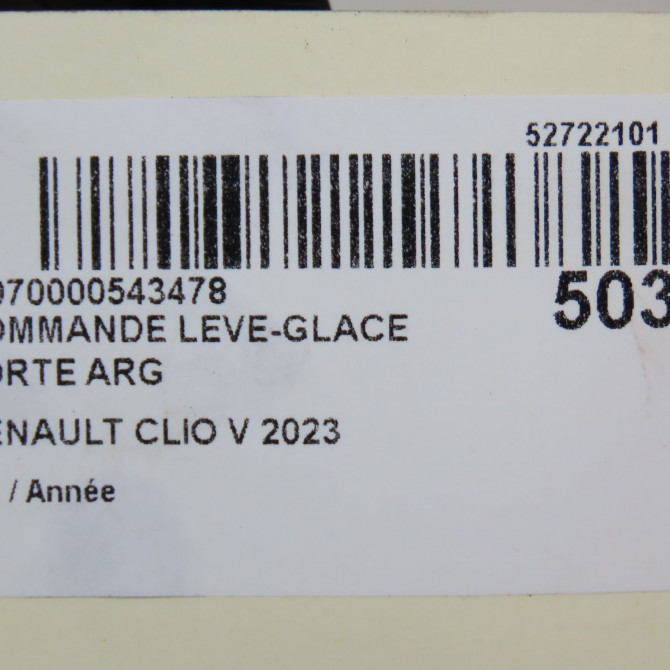 52722101
070000543478
503
OMMANDE LEVE-GLACE
ORTE ARG
ENAULT CLIO V 2023
/ Année